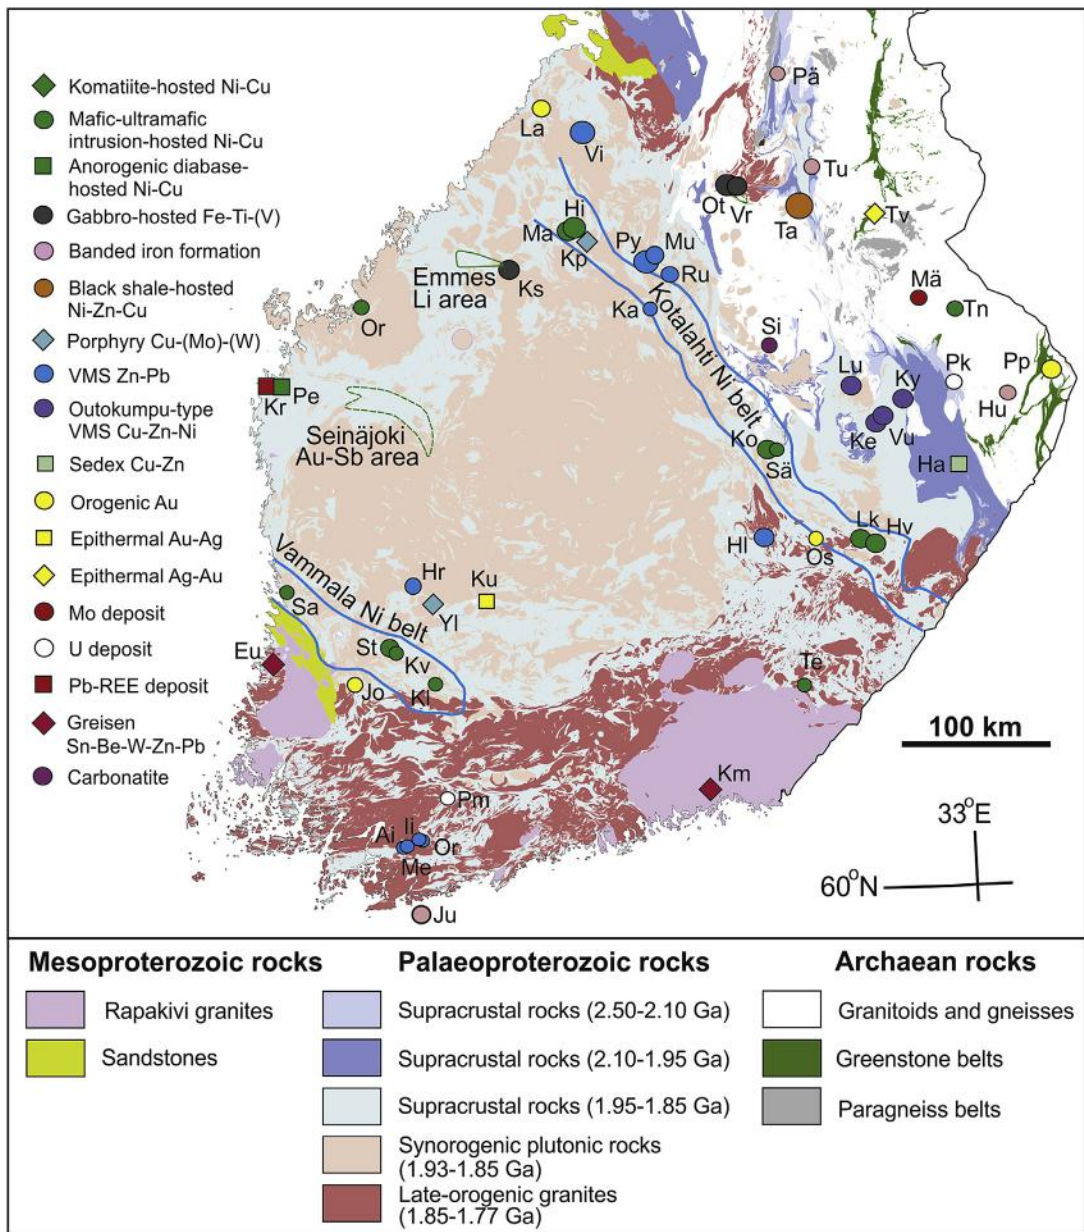 Komatiite-hosted Ni-Cu
Mafic-ultramafic
intrusion-hosted Ni-Cu
Anorogenic diabase-
hosted Ni-Cu
Gabbro-hosted Fe-Ti-(V)
Banded iron formation
Black shale-hosted
Ni-Zn-Cu
Porphyry Cu-(Mo)-(W)
VMS Zn-Pb
Outokumpu-type
VMS Cu-Zn-Ni
Sedex Cu-Zn
Orogenic Au
Epithermal Au-Ag
Epithermal Ag-Au
Mo deposit
U deposit
Pb-REE deposit
Greisen
Sn-Be-W-Zn-Pb
Carbonatite
Pä
La
Vi
Tu
Ot
Vr
Ta
Tv
Hi
Ma
Kp
Py
Mu
Ru
Emmes
Li area
Ks
Ka
Or
Mä
Tn
Kotalahti Ni belt
Si
Kr
Pe
Lu
Ky
Pk
Pp
Hu
Seinäjoki
Au-Sb area
Ke
Vu
Ko
Sä
Ha
Hl
Os
Lk
Hv
Vammala Ni belt
Hr
Yl
Ku
Sa
St
Kv
Eu
Jo
Kl
Te
100 km
Km
Pm
Ai
Ii
Or
Me
Ju
33°E
60°N
Mesoproterozoic rocks
Rapakivi granites
Sandstones
Palaeoproterozoic rocks
Supracrustal rocks (2.50-2.10 Ga)
Supracrustal rocks (2.10-1.95 Ga)
Supracrustal rocks (1.95-1.85 Ga)
Synorogenic plutonic rocks
(1.93-1.85 Ga)
Late-orogenic granites
(1.85-1.77 Ga)
Archaean rocks
Granitoids and gneisses
Greenstone belts
Paragneiss belts